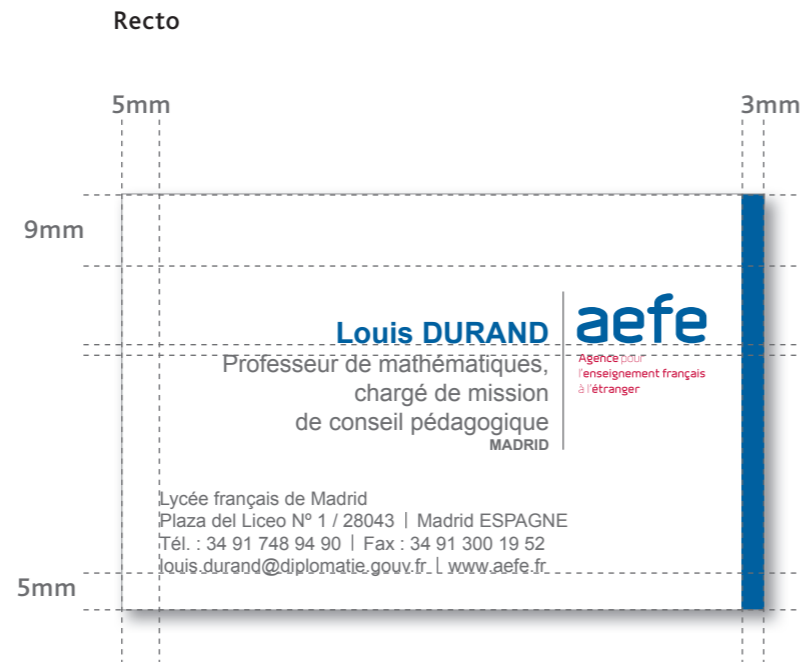 Recto
5mm
3mm
9mm
Louis DURAND
Professeur de mathématiques,
chargé de mission
de conseil pédagogique
MADRID
aefe
Agence pour
l'enseignement français
à l'étranger
Lycée français de Madrid
Plaza del Liceo Nº 1 / 28043 | Madrid ESPAGNE
Tél. : 34 91 748 94 90 | Fax : 34 91 300 19 52
louis.durand@diplomatie.gouv.fr | www.aefe.fr
5mm